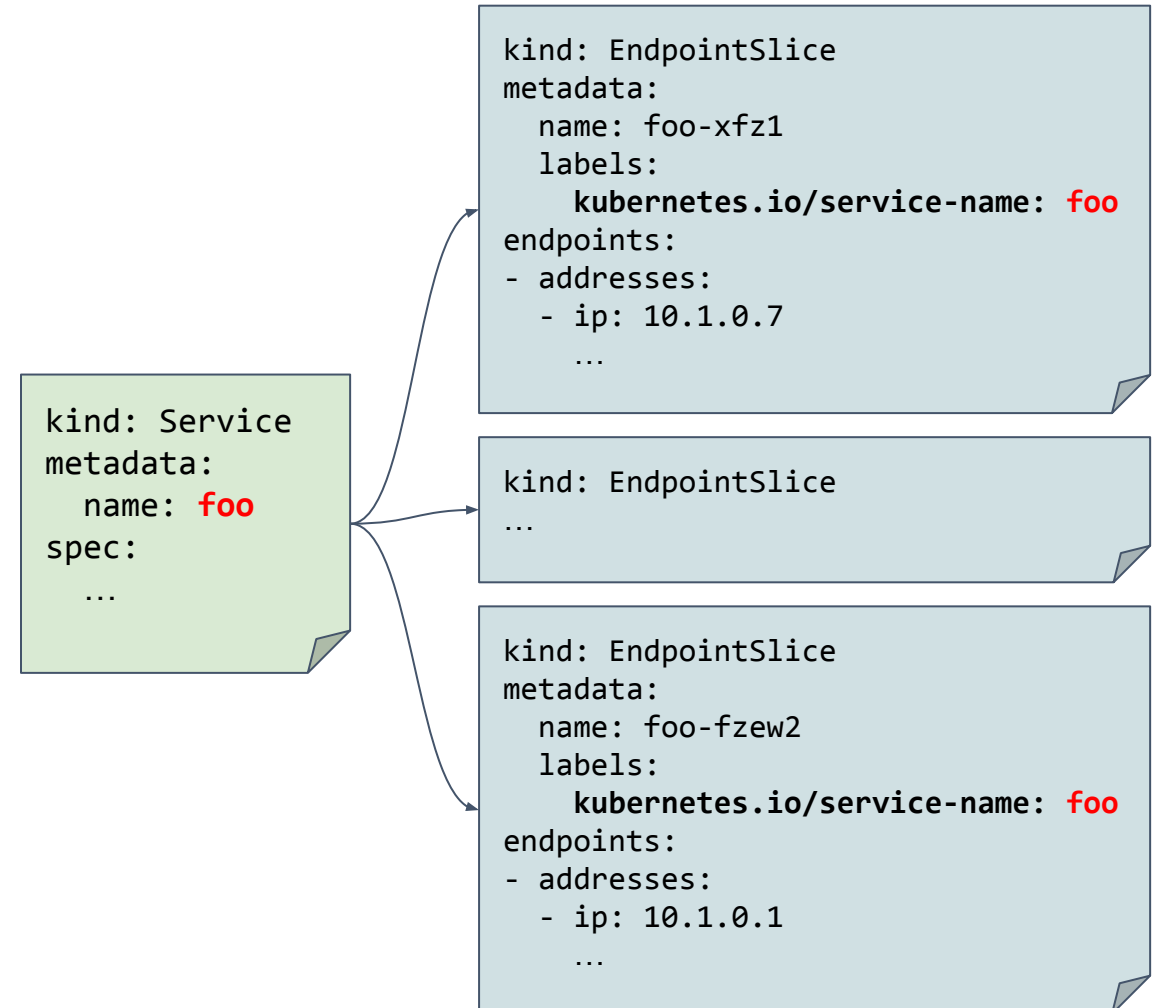 kind: EndpointSlice
metadata:
  name: foo-xfz1
  labels:
    kubernetes.io/service-name: foo
endpoints:
- addresses:
  - ip: 10.1.0.7
    …
kind: Service
metadata:
  name: foo
spec:
  …
kind: EndpointSlice
…
kind: EndpointSlice
metadata:
  name: foo-fzew2
  labels:
    kubernetes.io/service-name: foo
endpoints:
- addresses:
  - ip: 10.1.0.1
    …